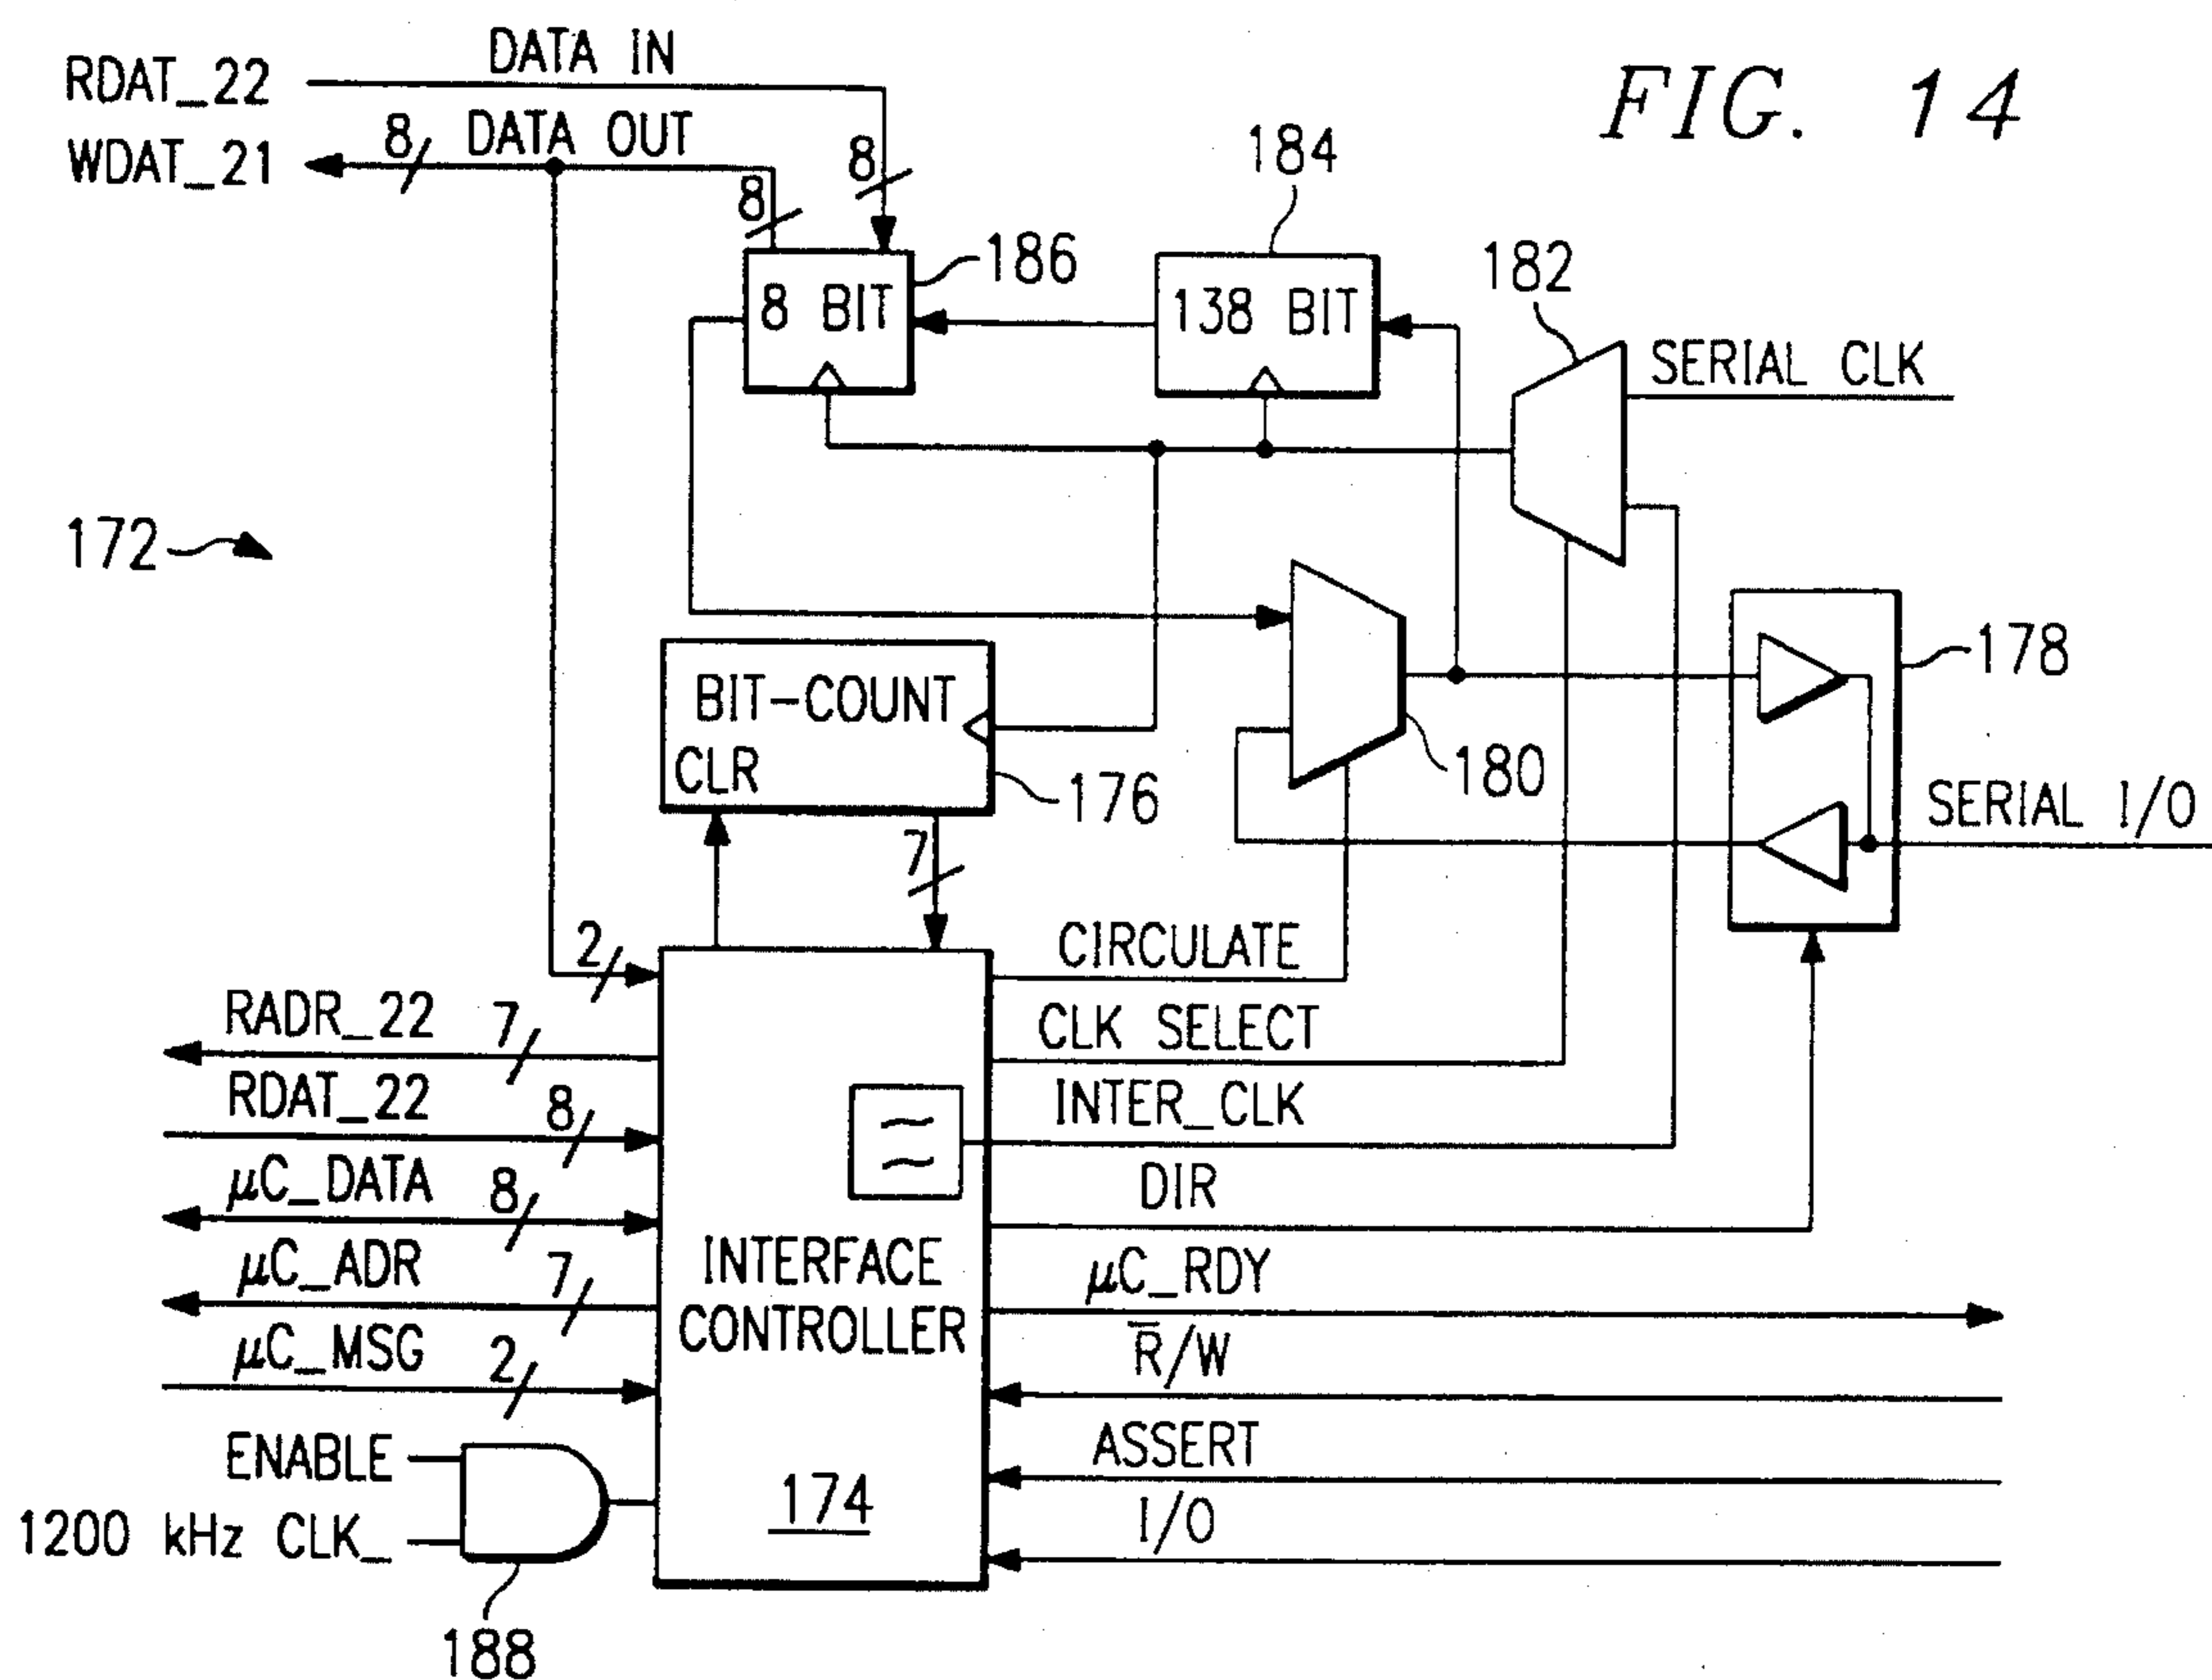 FIG. 14
RDAT_22
DATA IN
WDAT_21
8
DATA OUT
8
8
184
186
182
8 BIT
138 BIT
SERIAL CLK
172
178
BIT-COUNT
CLR
176
180
SERIAL I/O
7
2
CIRCULATE
RADR_22
7
CLK SELECT
RDAT_22
8
INTER_CLK
μC_DATA
8
DIR
μC_ADR
7
INTERFACE
CONTROLLER
μC_RDY
μC_MSG
2
R̅/W
ENABLE
ASSERT
1200 kHz CLK_
174
I/O
188